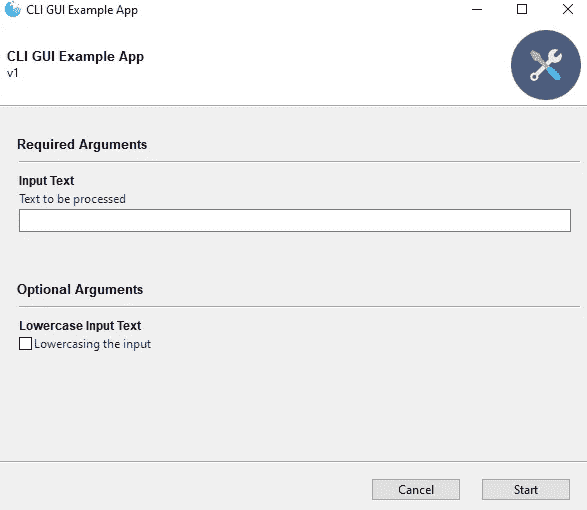 CLI GUI Example App
CLI GUI Example App
v1
Required Arguments
Input Text
Text to be processed
Optional Arguments
Lowercase Input Text
Lowercasing the input
Cancel Start